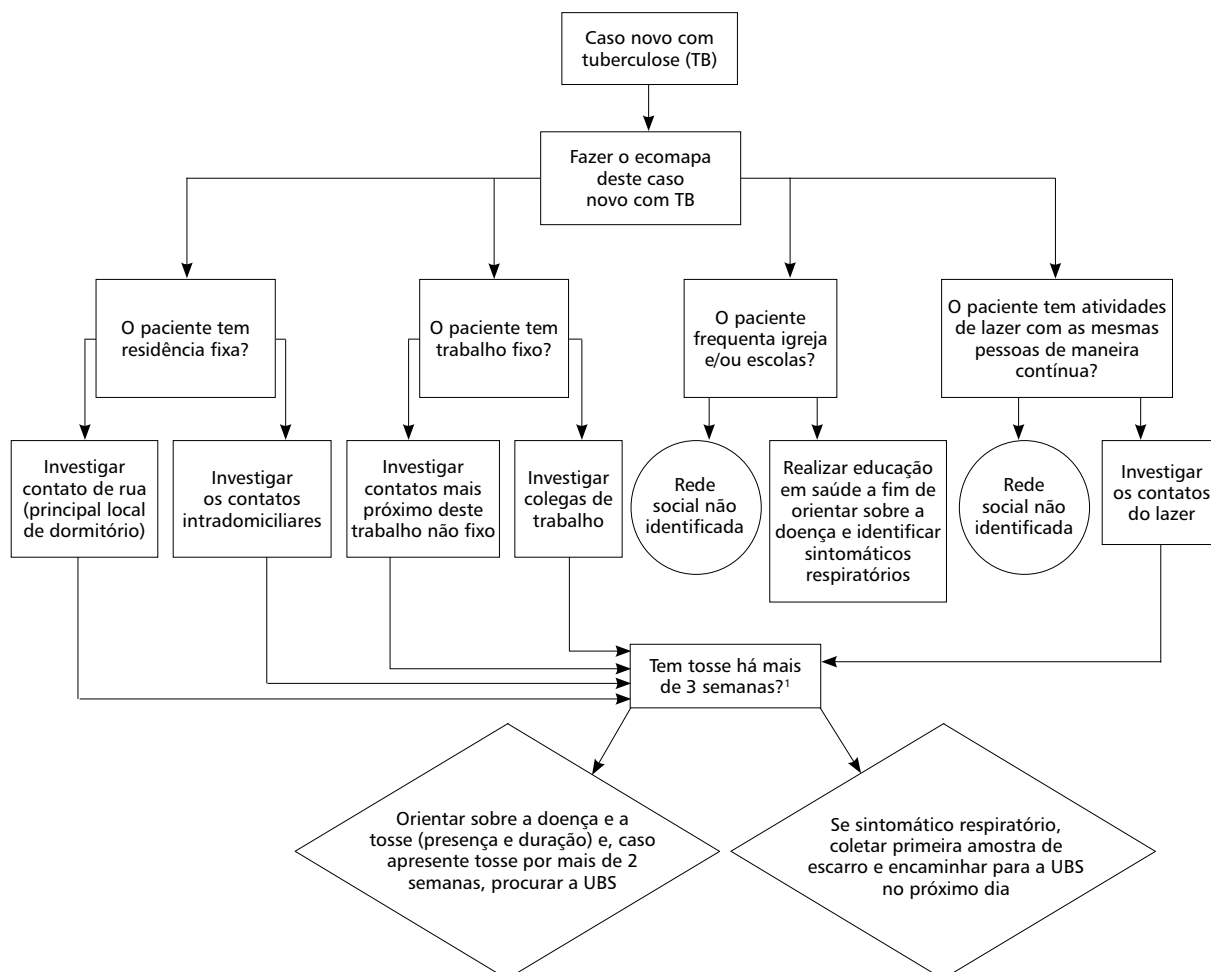 Caso novo com
tuberculose (TB)
Fazer o ecomapa
deste caso
novo com TB
O paciente tem
residência fixa?
O paciente tem
trabalho fixo?
O paciente
frequenta igreja
e/ou escolas?
O paciente tem atividades
de lazer com as mesmas
pessoas de maneira
contínua?
Investigar
contato de rua
(principal local
de dormitório)
Investigar
os contatos
intradomiciliares
Investigar
contatos mais
próximo deste
trabalho não fixo
Investigar
colegas de
trabalho
Rede
social não
identificada
Realizar educação
em saúde a fim de
orientar sobre a
doença e identificar
sintomáticos
respiratórios
Rede
social não
identificada
Investigar
os contatos
do lazer
Tem tosse há mais
de 3 semanas?¹
Orientar sobre a doença e a
tosse (presença e duração) e, caso
apresente tosse por mais de 2
semanas, procurar a UBS
Se sintomático respiratório,
coletar primeira amostra de
escarro e encaminhar para a UBS
no próximo dia